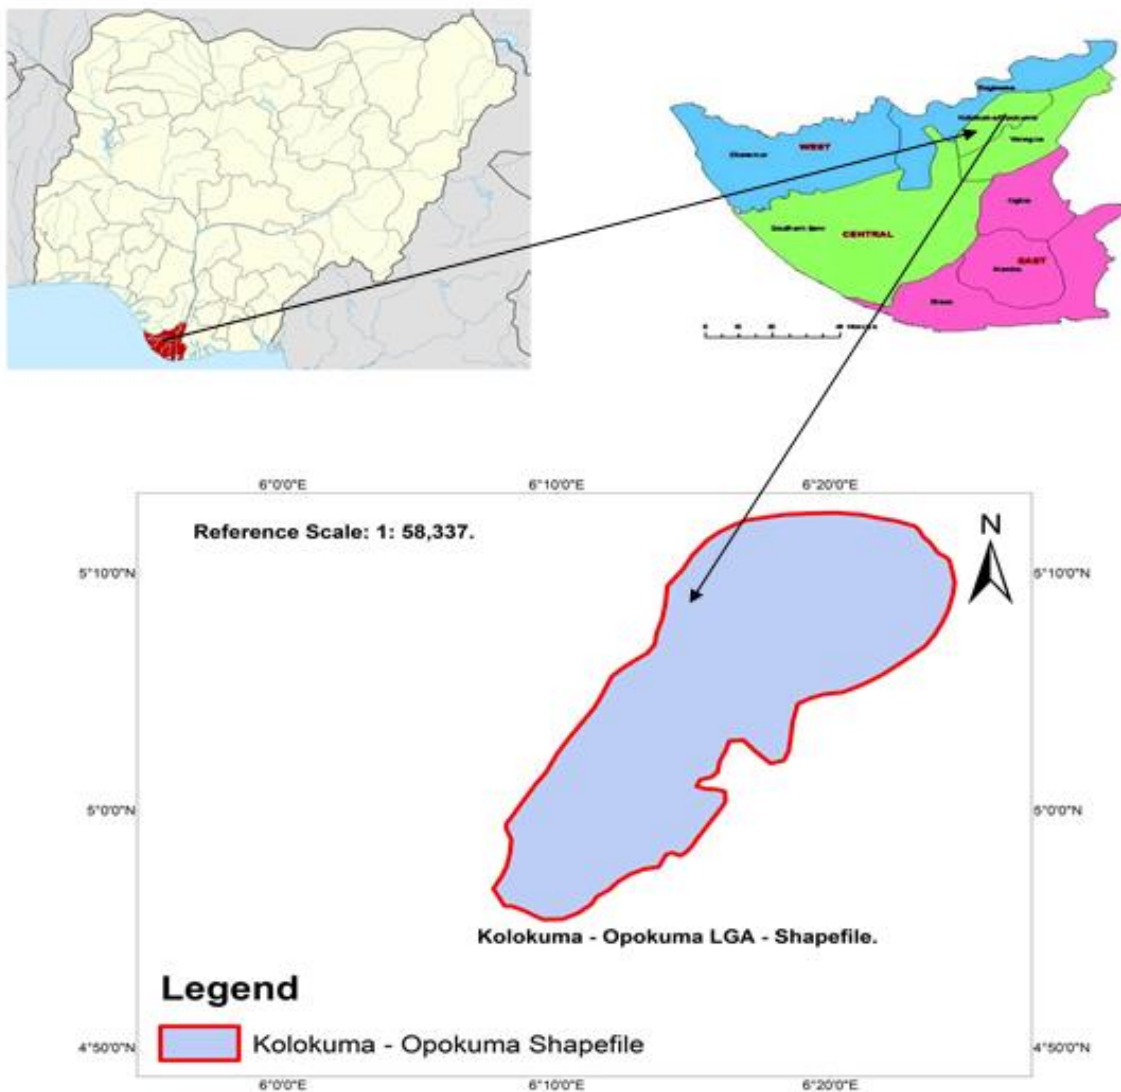 WEST
CENTRAL
EAST
6°0'0"E
6°10'0"E
6°20'0"E
Reference Scale: 1: 58,337.
N
5°10'0"N
5°10'0"N
5°0'0"N
5°0'0"N
Kolokuma - Opokuma LGA - Shapefile.
Legend
Kolokuma - Opokuma Shapefile
4°50'0"N
4°50'0"N
6°0'0"E
6°10'0"E
6°20'0"E